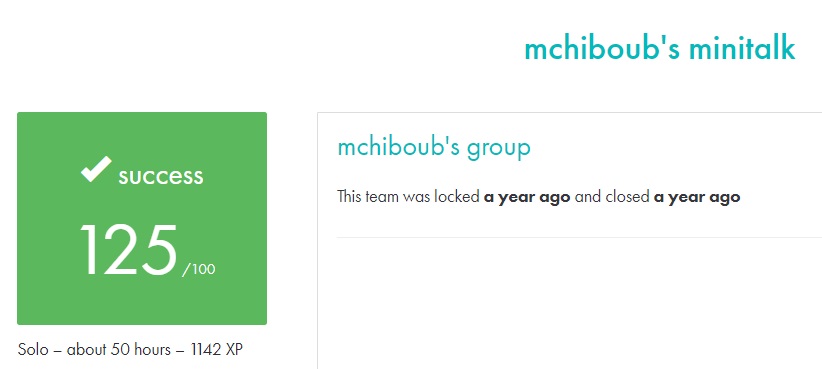 mchiboub's minitalk
success
125 /100
Solo – about 50 hours – 1142 XP
mchiboub's group
This team was locked a year ago and closed a year ago